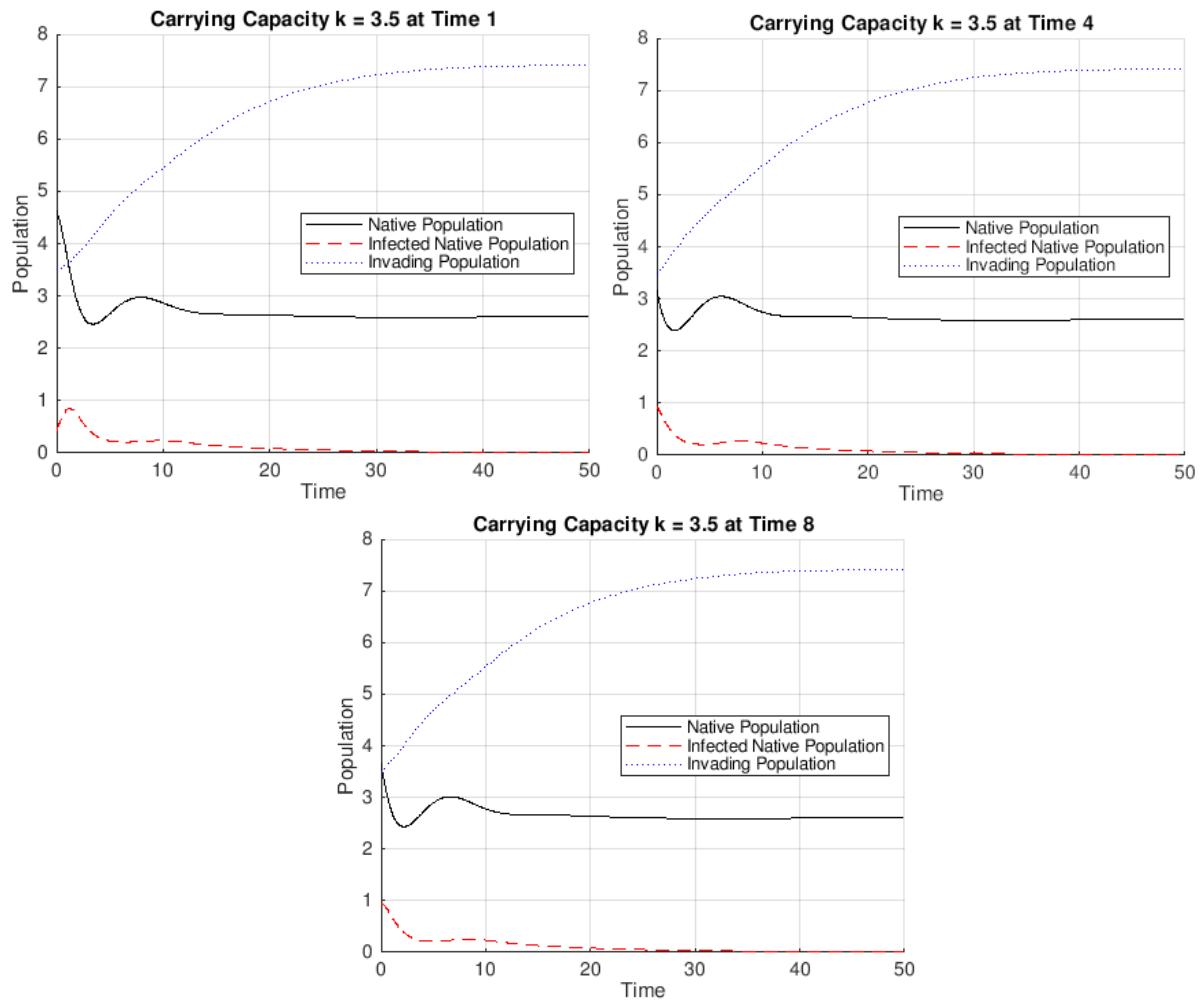 Carrying Capacity k = 3.5 at Time 1
8
7
6
5
4
3
2
1
0
Population
Native Population
Infected Native Population
Invading Population
0
10
20
30
40
50
Time
Carrying Capacity k = 3.5 at Time 4
8
7
6
5
4
3
2
1
0
Population
Native Population
Infected Native Population
Invading Population
0
10
20
30
40
50
Time
Carrying Capacity k = 3.5 at Time 8
8
7
6
5
4
3
2
1
0
Population
Native Population
Infected Native Population
Invading Population
0
10
20
30
40
50
Time